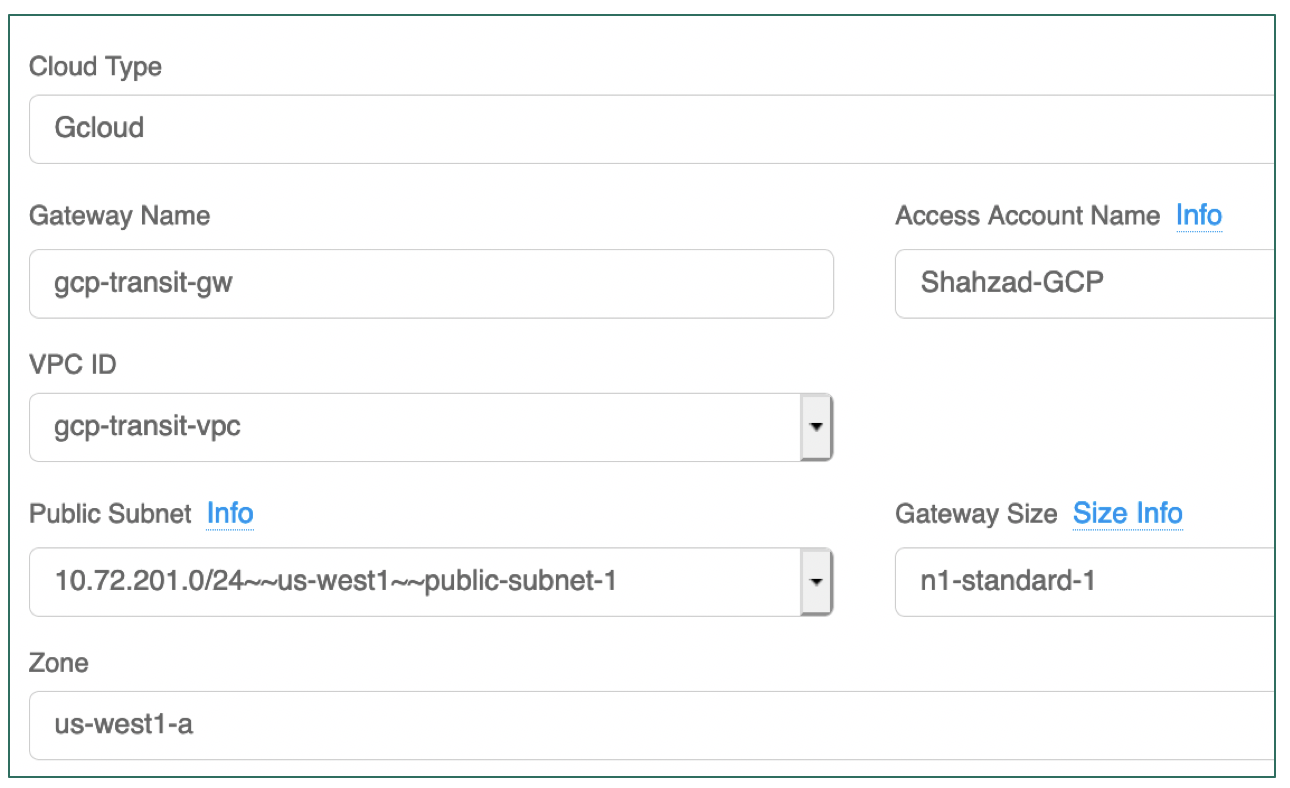 Cloud Type
Gcloud
Gateway Name
Access Account Name Info
gcp-transit-gw
Shahzad-GCP
VPC ID
gcp-transit-vpc
Public Subnet Info
Gateway Size Size Info
10.72.201.0/24~~us-west1~~public-subnet-1
n1-standard-1
Zone
us-west1-a